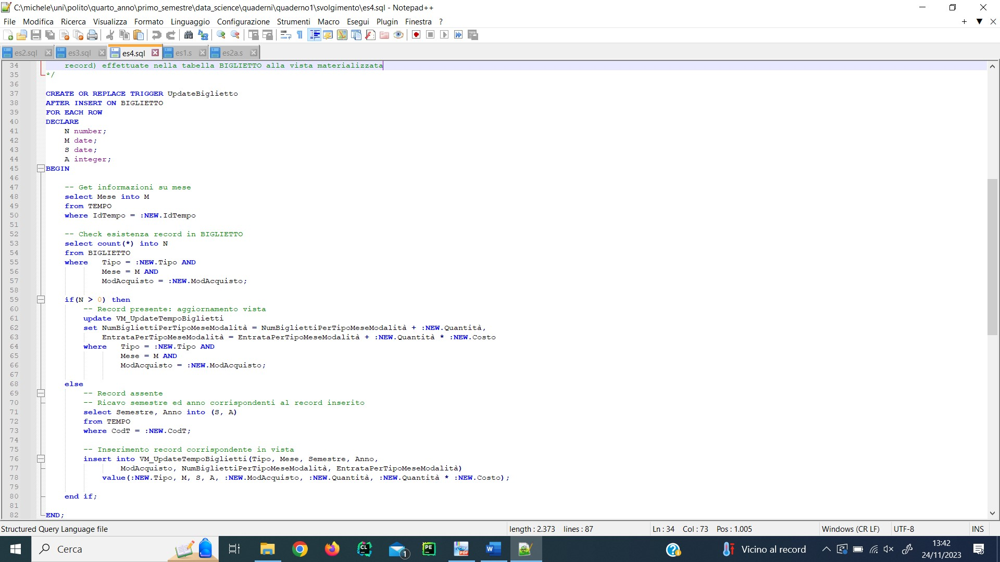 C:\michele\uni\polito\quarto_anno\primo_semestre\data_science\quaderni\quaderno1\svolgimento\es4.sql - Notepad++
File Modifica Ricerca Visualizza Formato Linguaggio Configurazione Strumenti Macro Esegui Plugin Finestra ?
es2.sql es3.sql es4.sql es1.s es2a.s
34 record) effettuate nella tabella BIGLIETTO alla vista materializzata
35 */
36
37 CREATE OR REPLACE TRIGGER UpdateBiglietto
38 AFTER INSERT ON BIGLIETTO
39 FOR EACH ROW
40 DECLARE
41 N number;
42 M date;
43 S date;
44 A integer;
45 BEGIN
46
47 -- Get informazioni su mese
48 select Mese into M
49 from TEMPO
50 where IdTempo = :NEW.IdTempo
51
52 -- Check esistenza record in BIGLIETTO
53 select count(*) into N
54 from BIGLIETTO
55 where Tipo = :NEW.Tipo AND
56 Mese = M AND
57 ModAcquisto = :NEW.ModAcquisto;
58
59 if(N > 0) then
60 -- Record presente: aggiornamento vista
61 update VM_UpdateTempoBiglietti
62 set NumBigliettiPerTipoMeseModalità = NumBigliettiPerTipoMeseModalità + :NEW.Quantità,
63 EntrataPerTipoMeseModalità = EntrataPerTipoMeseModalità + :NEW.Quantità * :NEW.Costo
64 where Tipo = :NEW.Tipo AND
65 Mese = M AND
66 ModAcquisto = :NEW.ModAcquisto;
67
68 else
69 -- Record assente
70 -- Ricavo semestre ed anno corrispondenti al record inserito
71 select Semestre, Anno into (S, A)
72 from TEMPO
73 where CodT = :NEW.CodT;
74
75 -- Inserimento record corrispondente in vista
76 insert into VM_UpdateTempoBiglietti(Tipo, Mese, Semestre, Anno,
77 ModAcquisto, NumBigliettiPerTipoMeseModalità, EntrataPerTipoMeseModalità)
78 value(:NEW.Tipo, M, S, A, :NEW.ModAcquisto, :NEW.Quantità, :NEW.Quantità * :NEW.Costo);
79
80 end if;
81
82 END;
Structured Query Language file length : 2.373 lines : 87 Ln : 34 Col : 73 Pos : 1.005 Windows (CR LF) UTF-8 INS
Cerca CL 1 PE PDF W Vicino al record 13:42
24/11/2023